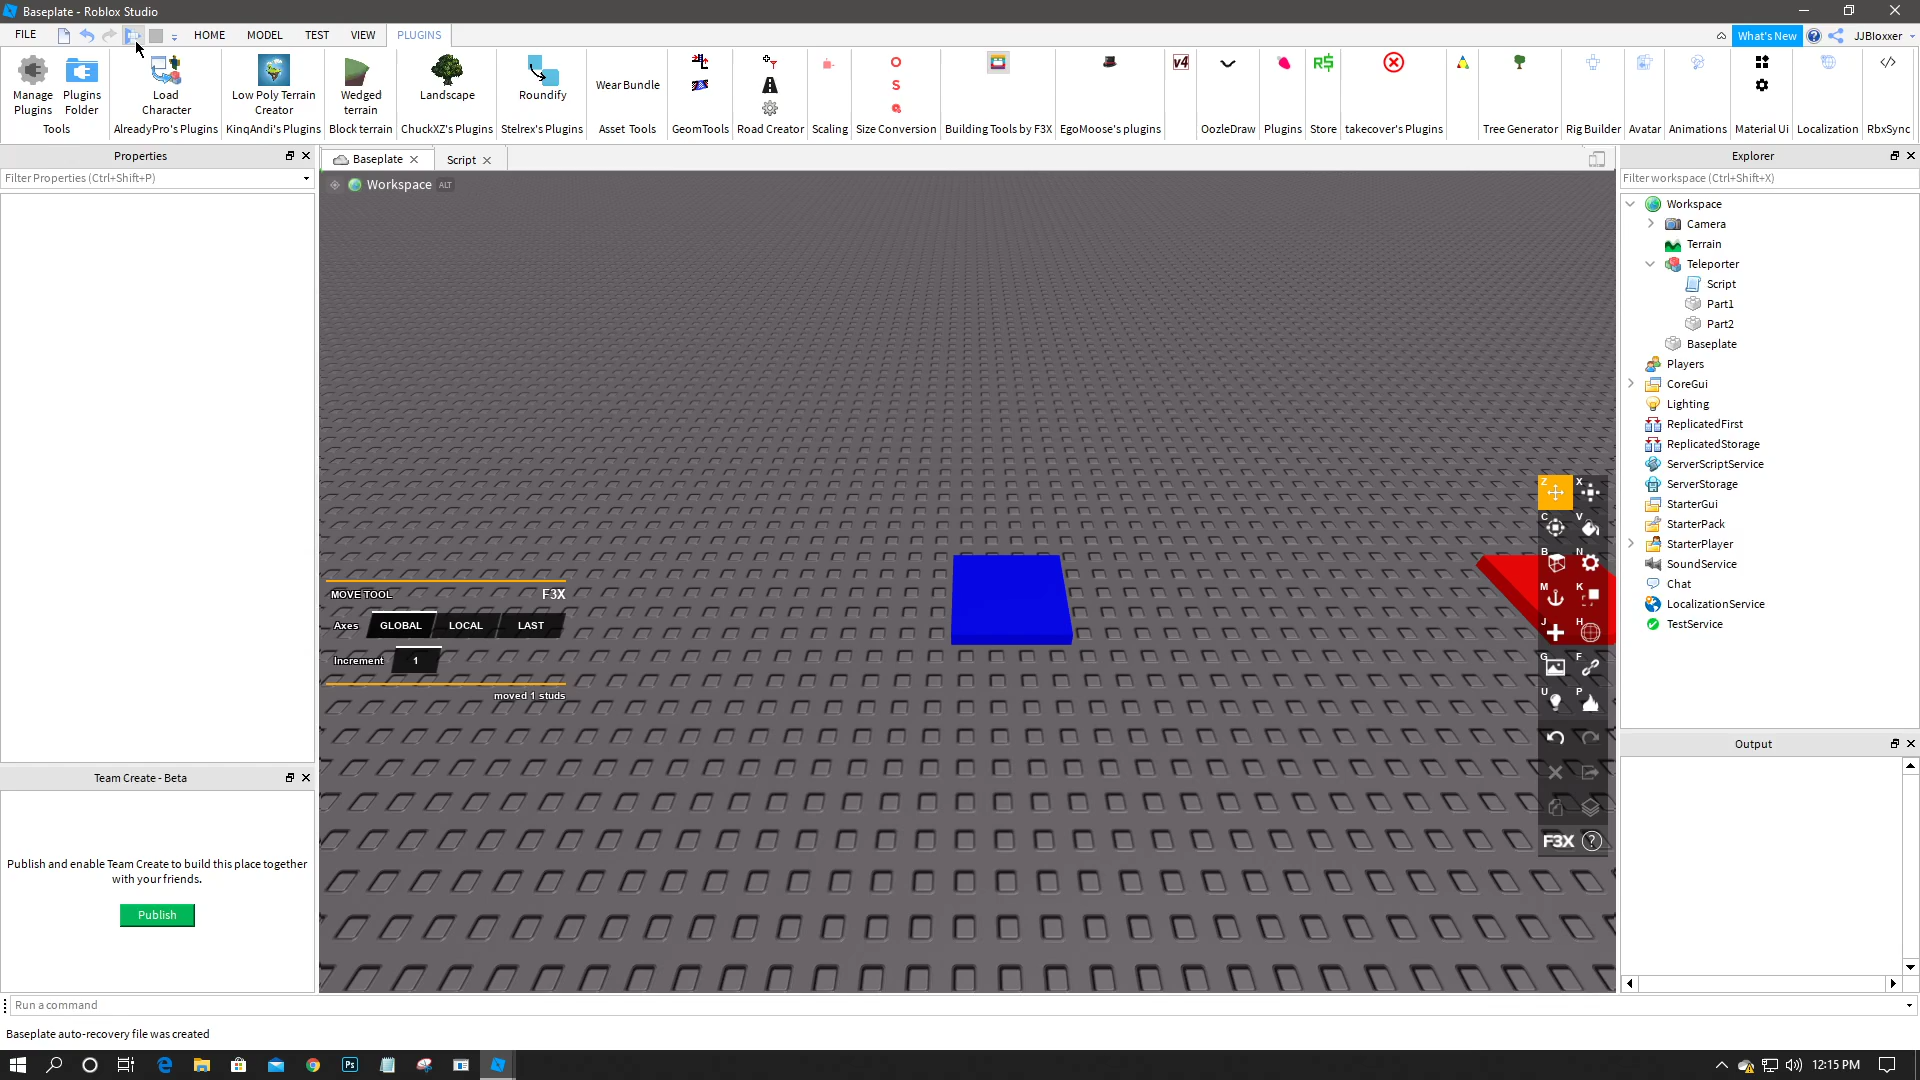 Baseplate - Roblox Studio
FILE
HOME
MODEL
TEST
VIEW
PLUGINS
What's New
JJBloxxer
Manage Plugins
Plugins Folder
Load Character
Low Poly Terrain Creator
Wedged terrain
Landscape
Roundify
Wear Bundle
v4
R$
Tools
AlreadyPro's Plugins
KinqAndi's Plugins
Block terrain
ChuckXZ's Plugins
Stelrex's Plugins
Asset Tools
GeomTools
Road Creator
Scaling
Size Conversion
Building Tools by F3X
EgoMoose's plugins
OozleDraw
Plugins
Store
takeover's Plugins
Tree Generator
Rig Builder
Avatar
Animations
Material Ui
Localization
RbxSync
Properties
Filter Properties (Ctrl+Shift+P)
Baseplate
Script
Workspace
ALT
MOVE TOOL
F3X
Axes
GLOBAL
LOCAL
LAST
Increment
1
moved 1 studs
Z X
C V
B N
M K
J H
G F
U P
F3X
Explorer
Filter workspace (Ctrl+Shift+X)
Workspace
Camera
Terrain
Teleporter
Script
Part1
Part2
Baseplate
Players
CoreGui
Lighting
ReplicatedFirst
ReplicatedStorage
ServerScriptService
ServerStorage
StarterGui
StarterPack
StarterPlayer
SoundService
Chat
LocalizationService
TestService
Output
Team Create - Beta
Publish and enable Team Create to build this place together
with your friends.
Publish
Run a command
Baseplate auto-recovery file was created
12:15 PM